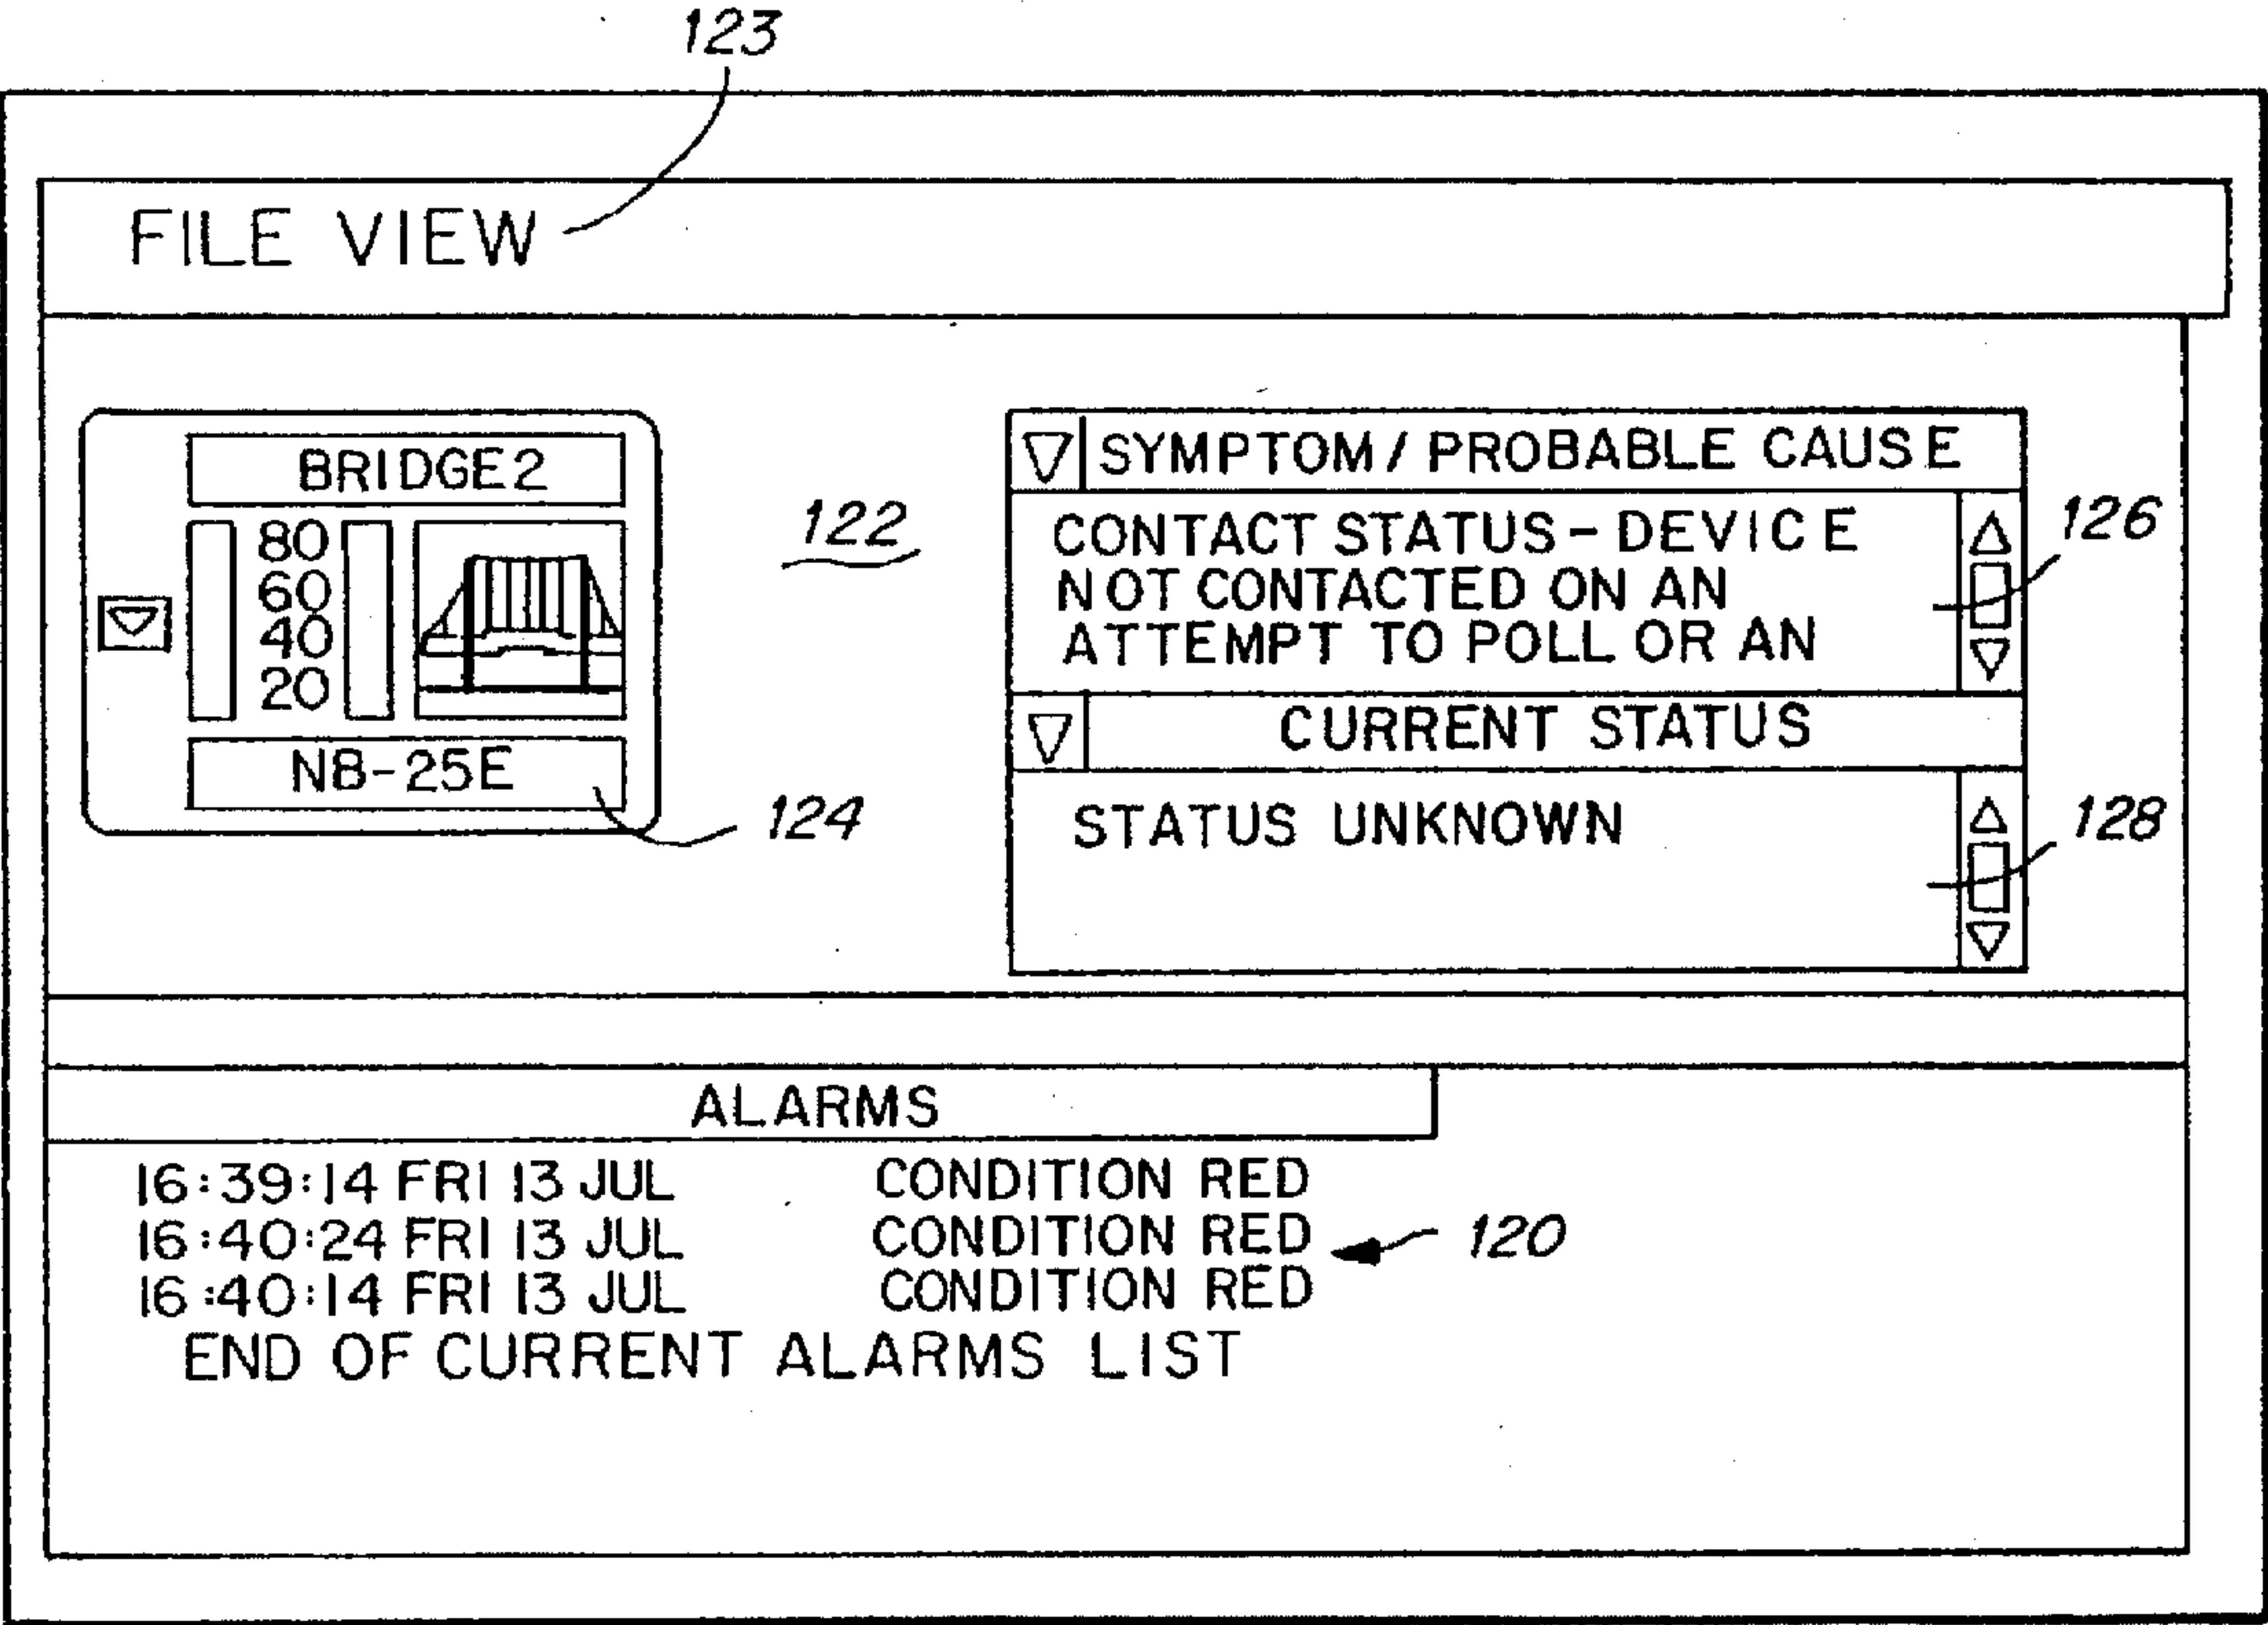 123
FILE VIEW
BRIDGE2
80
60
40
20
NB-25E
124
122
SYMPTOM/ PROBABLE CAUSE
CONTACT STATUS-DEVICE
NOT CONTACTED ON AN
ATTEMPT TO POLL OR AN
126
CURRENT STATUS
STATUS UNKNOWN
128
ALARMS
16:39:14 FRI 13 JUL CONDITION RED
16:40:24 FRI 13 JUL CONDITION RED
120
16:40:14 FRI 13 JUL CONDITION RED
END OF CURRENT ALARMS LIST